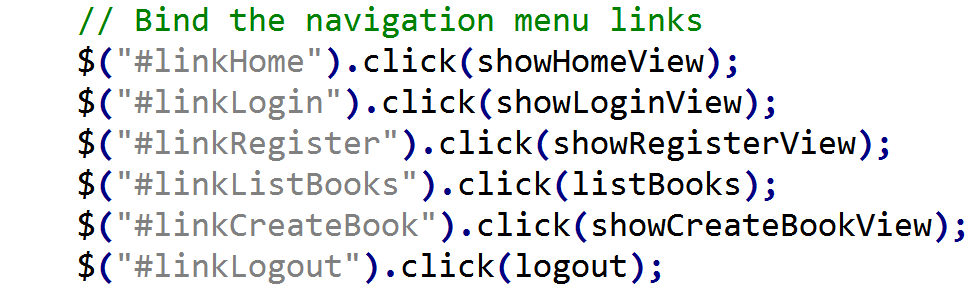 // Bind the navigation menu links
$("#linkHome").click(showHomeView);
$("#linkLogin").click(showLoginView);
$("#linkRegister").click(showRegisterView);
$("#linkListBooks").click(listBooks);
$("#linkCreateBook").click(showCreateBookView);
$("#linkLogout").click(logout);